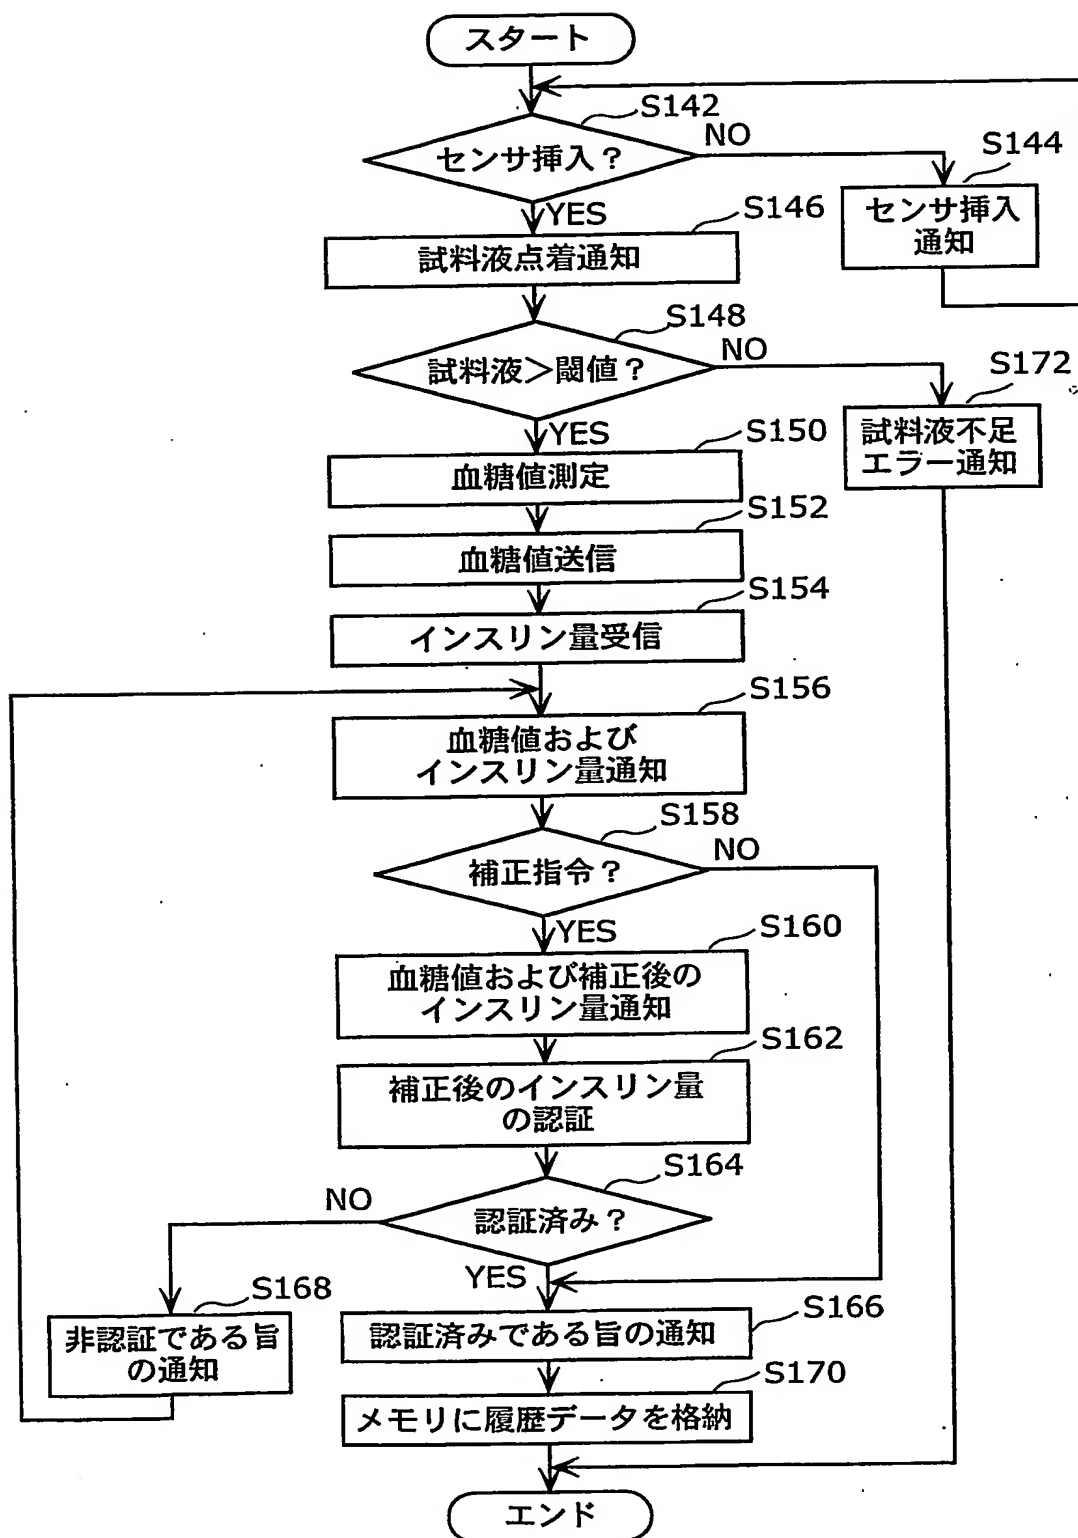 スタート
S142
センサ挿入？
NO
S144
センサ挿入
通知
YES
S146
試料液点着通知
S148
試料液＞閾値？
NO
S172
試料液不足
エラー通知
YES
S150
血糖値測定
S152
血糖値送信
S154
インスリン量受信
S156
血糖値および
インスリン量通知
S158
補正指令？
NO
YES
S160
血糖値および補正後の
インスリン量通知
S162
補正後のインスリン量
の認証
S164
認証済み？
NO
YES
S168
非認証である旨
の通知
S166
認証済みである旨の通知
S170
メモリに履歴データを格納
エンド